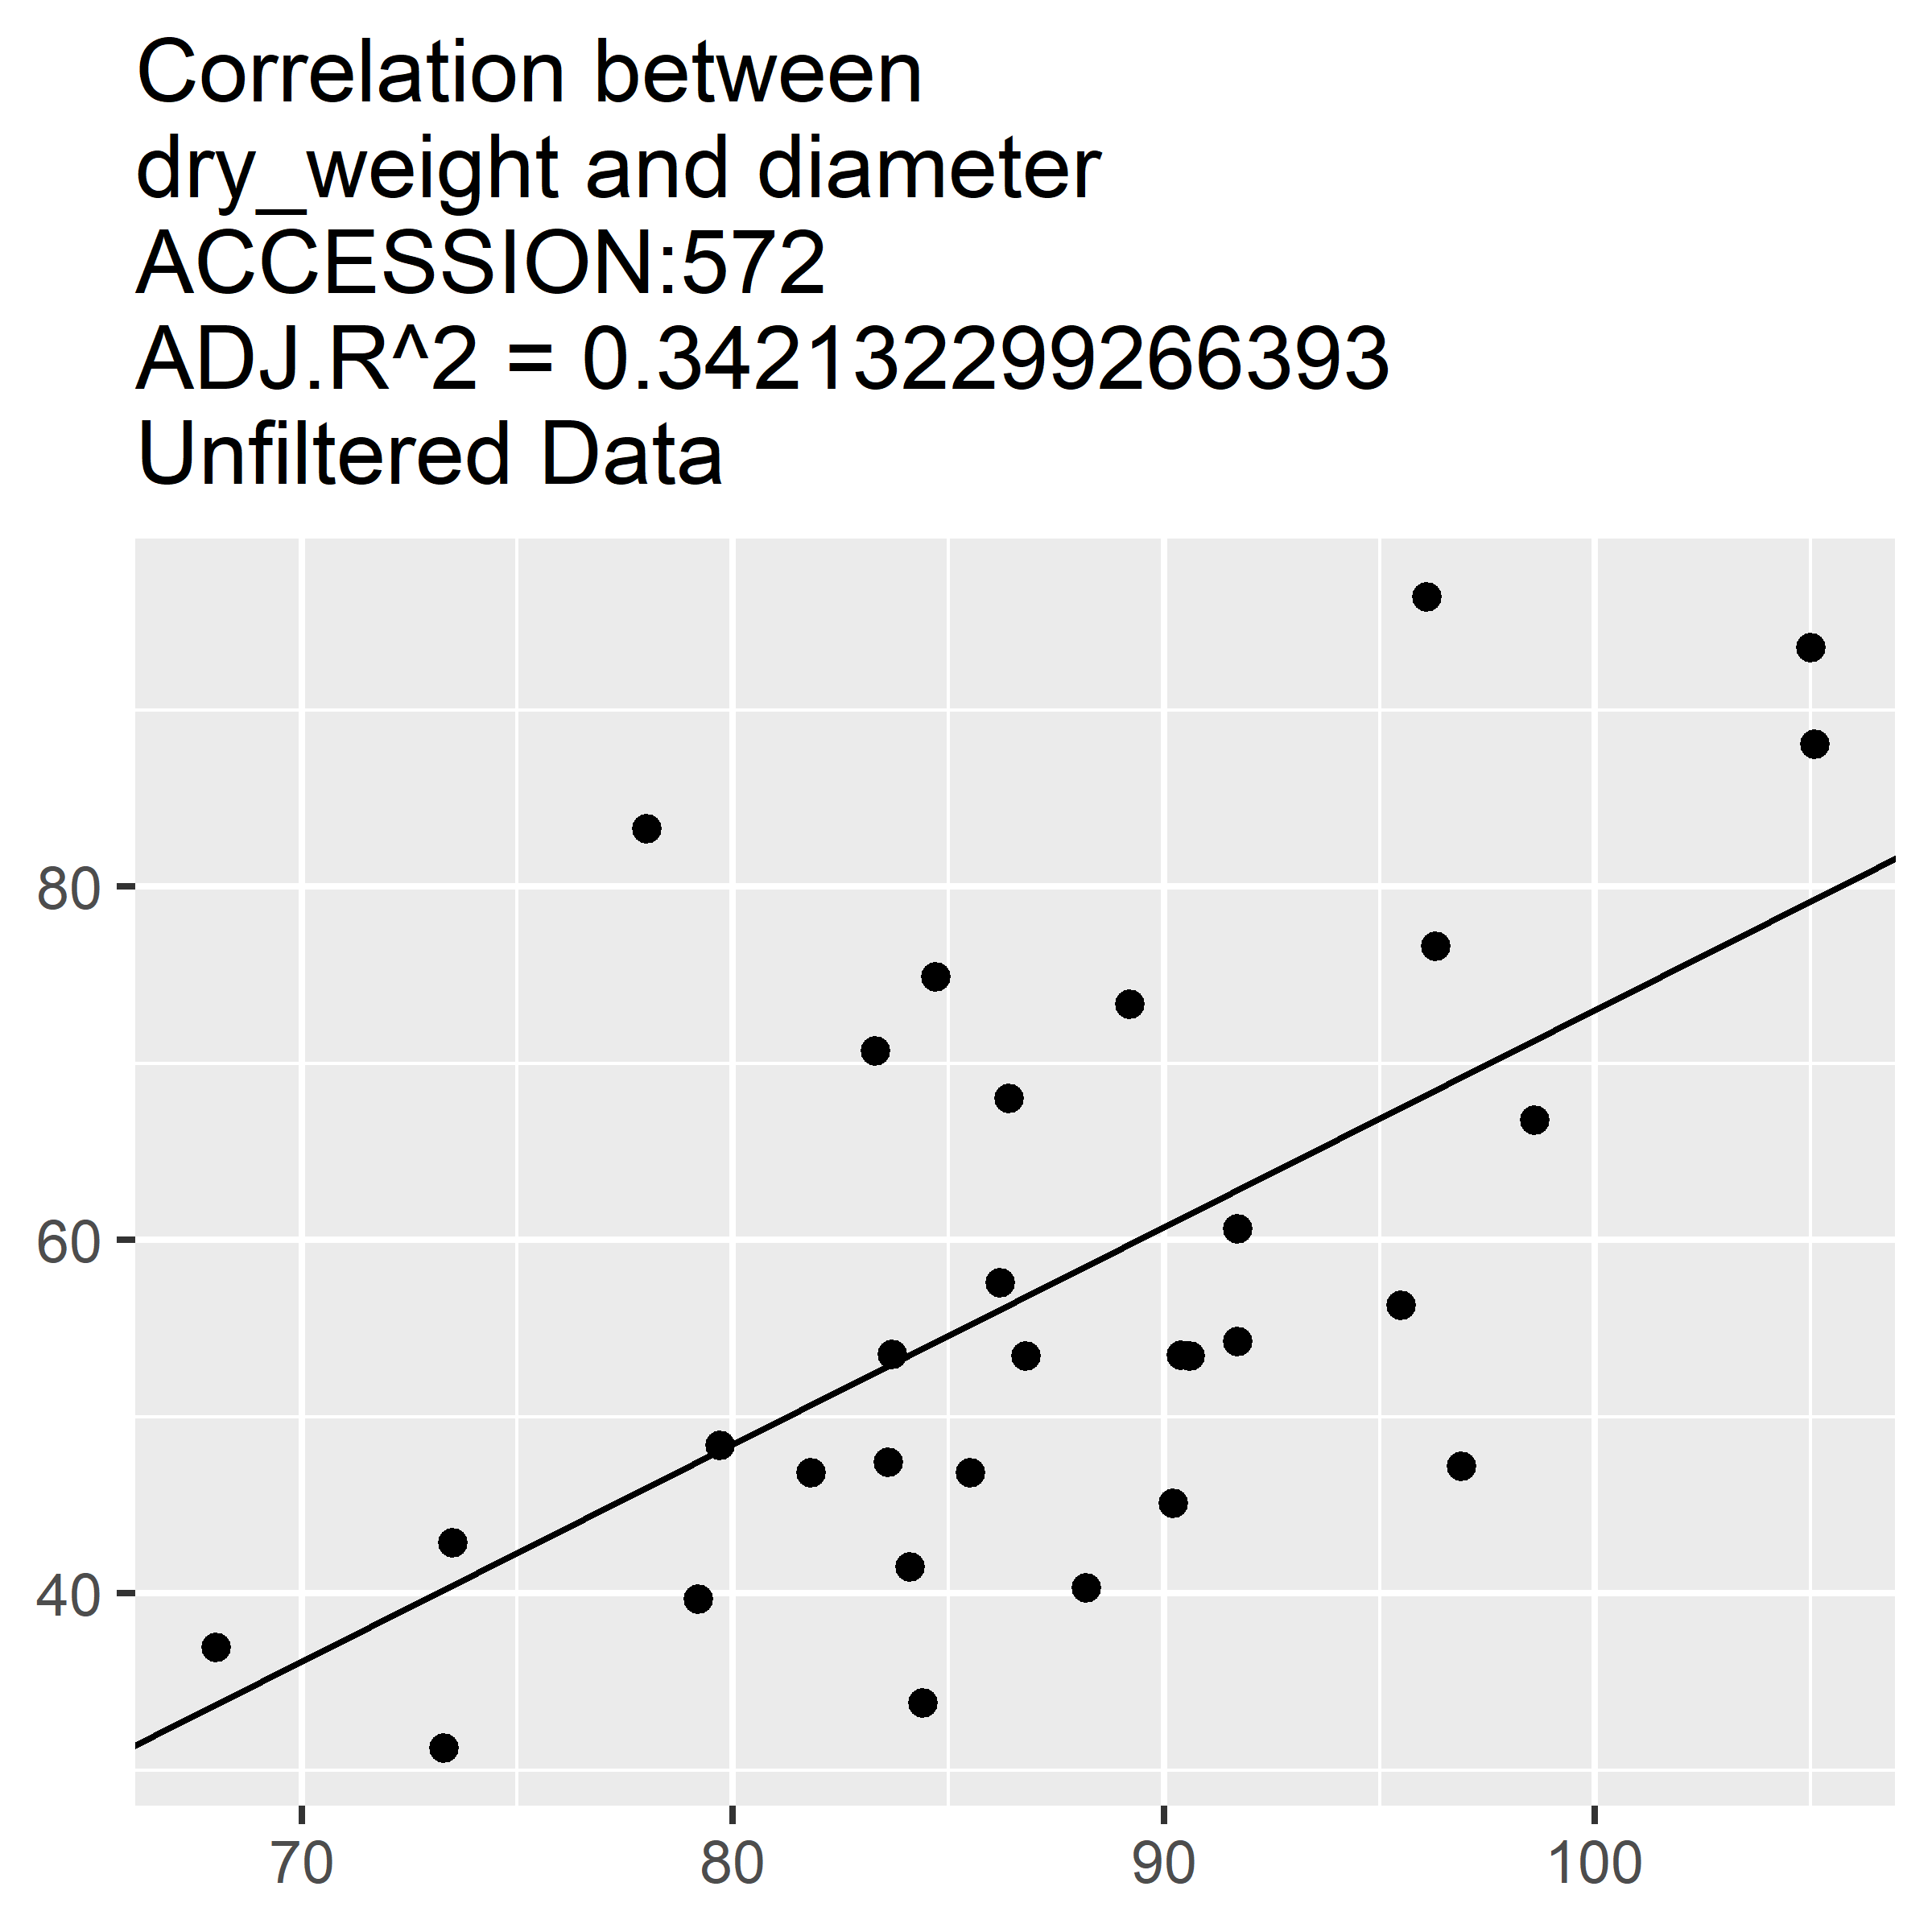 Correlation between
dry_weight and diameter
ACCESSION:572
ADJ.R^2 = 0.342132299266393
Unfiltered Data
80
60
40
70 80 90 100